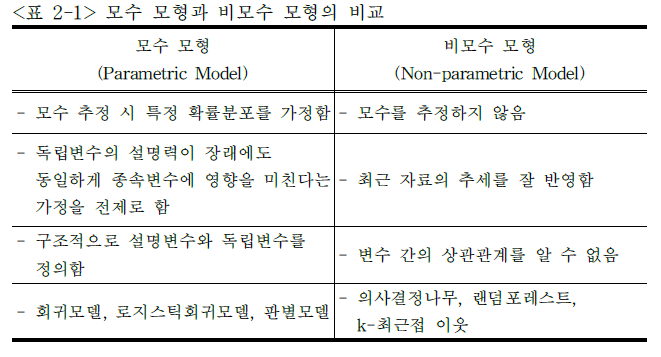 <표 2-1> 모수 모형과 비모수 모형의 비교
모수 모형
(Parametric Model)
비모수 모형
(Non-parametric Model)
- 모수 추정 시 특정 확률분포를 가정함
- 모수를 추정하지 않음
- 독립변수의 설명력이 장래에도
동일하게 종속변수에 영향을 미친다는
가정을 전제로 함
- 최근 자료의 추세를 잘 반영함
- 구조적으로 설명변수와 독립변수를
정의함
- 변수 간의 상관관계를 알 수 없음
- 회귀모델, 로지스틱회귀모델, 판별모델
- 의사결정나무, 랜덤포레스트,
k-최근접 이웃